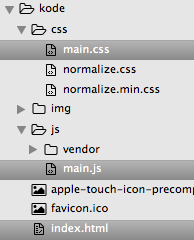 kode
css
main.css
normalize.css
normalize.min.css
img
js
vendor
main.js
apple-touch-icon-precomp
favicon.ico
index.html